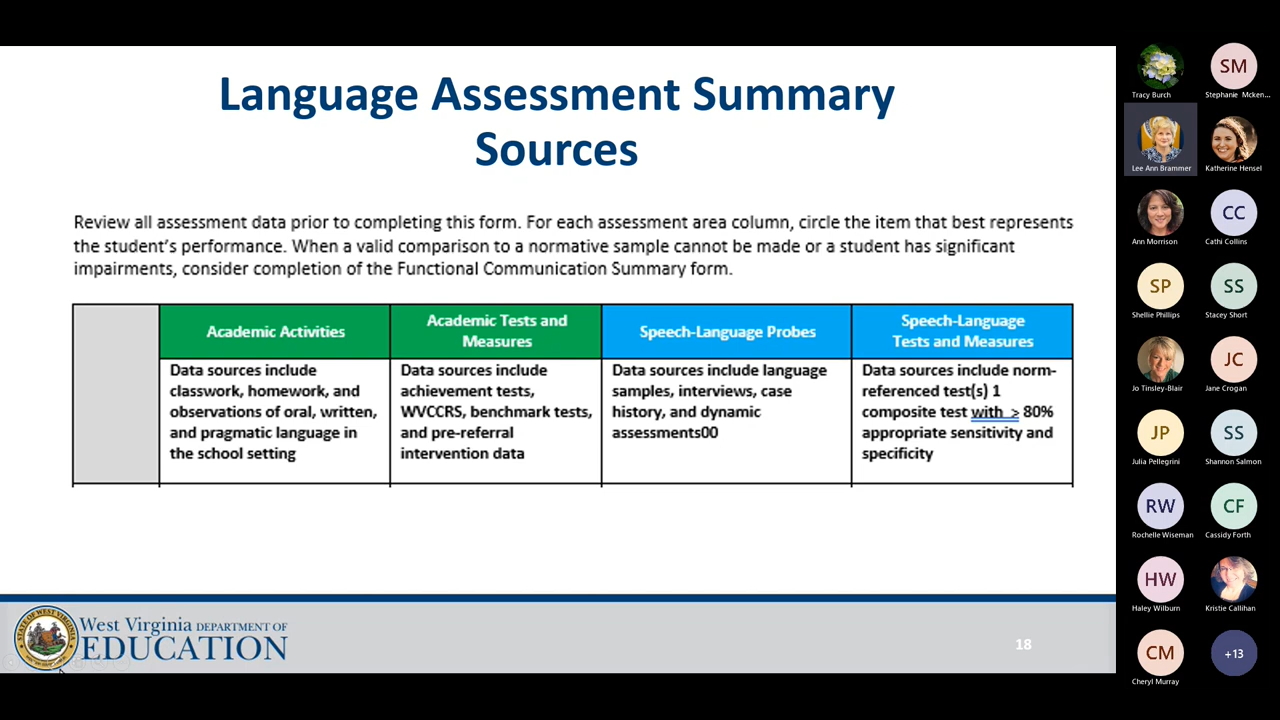 Language Assessment Summary
Sources
Review all assessment data prior to completing this form. For each assessment area column, circle the item that best represents
the student's performance. When a valid comparison to a normative sample cannot be made or a student has significant
impairments, consider completion of the Functional Communication Summary form.
Academic Activities
Data sources include
classwork, homework, and
observations of oral, written,
and pragmatic language in
the school setting
Academic Tests and
Measures
Data sources include
achievement tests,
WVCCRS, benchmark tests,
and pre-referral
intervention data
Speech-Language Probes
Data sources include language
samples, interviews, case
history, and dynamic
assessments00
Speech-Language
Tests and Measures
Data sources include norm-
referenced test(s) 1
composite test with > 80%
appropriate sensitivity and
specificity
West Virginia DEPARTMENT OF
EDUCATION
18
Tracy Burch
SM
Stephanie Mcken...
Lee Ann Brammer
Katherine Hensel
Ann Morrison
CC
Cathi Collins
SP
Shellie Phillips
SS
Stacey Short
Jo Tinsley-Blair
JC
Jane Crogan
JP
Julia Pellegrini
SS
Shannon Salmon
RW
Rochelle Wiseman
CF
Cassidy Forth
HW
Haley Wilburn
Kristie Callihan
CM
Cheryl Murray
+13